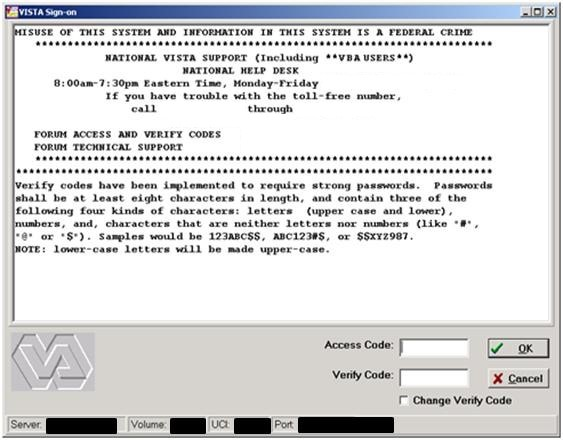 VISTA Sign-on
MISUSE OF THIS SYSTEM AND INFORMATION IN THIS SYSTEM IS A FEDERAL CRIME
**********************************************************************
NATIONAL VISTA SUPPORT (Including **VBA USERS**)
NATIONAL HELP DESK
8:00am-7:30pm Eastern Time, Monday-Friday
If you have trouble with the toll-free number,
call through
FORUM ACCESS AND VERIFY CODES
FORUM TECHNICAL SUPPORT
**********************************************************************
*************************************************************************
Verify codes have been implemented to require strong passwords. Passwords
shall be at least eight characters in length, and contain three of the
following four kinds of characters: letters (upper case and lower),
numbers, and, characters that are neither letters nor numbers (like "#",
"@" or "$"). Samples would be 123ABC$$, ABC123#$, or $$XYZ987.
NOTE: lower-case letters will be made upper-case.
Access Code:
OK
Verify Code:
Cancel
Change Verify Code
Server: Volume: UCI: Port: